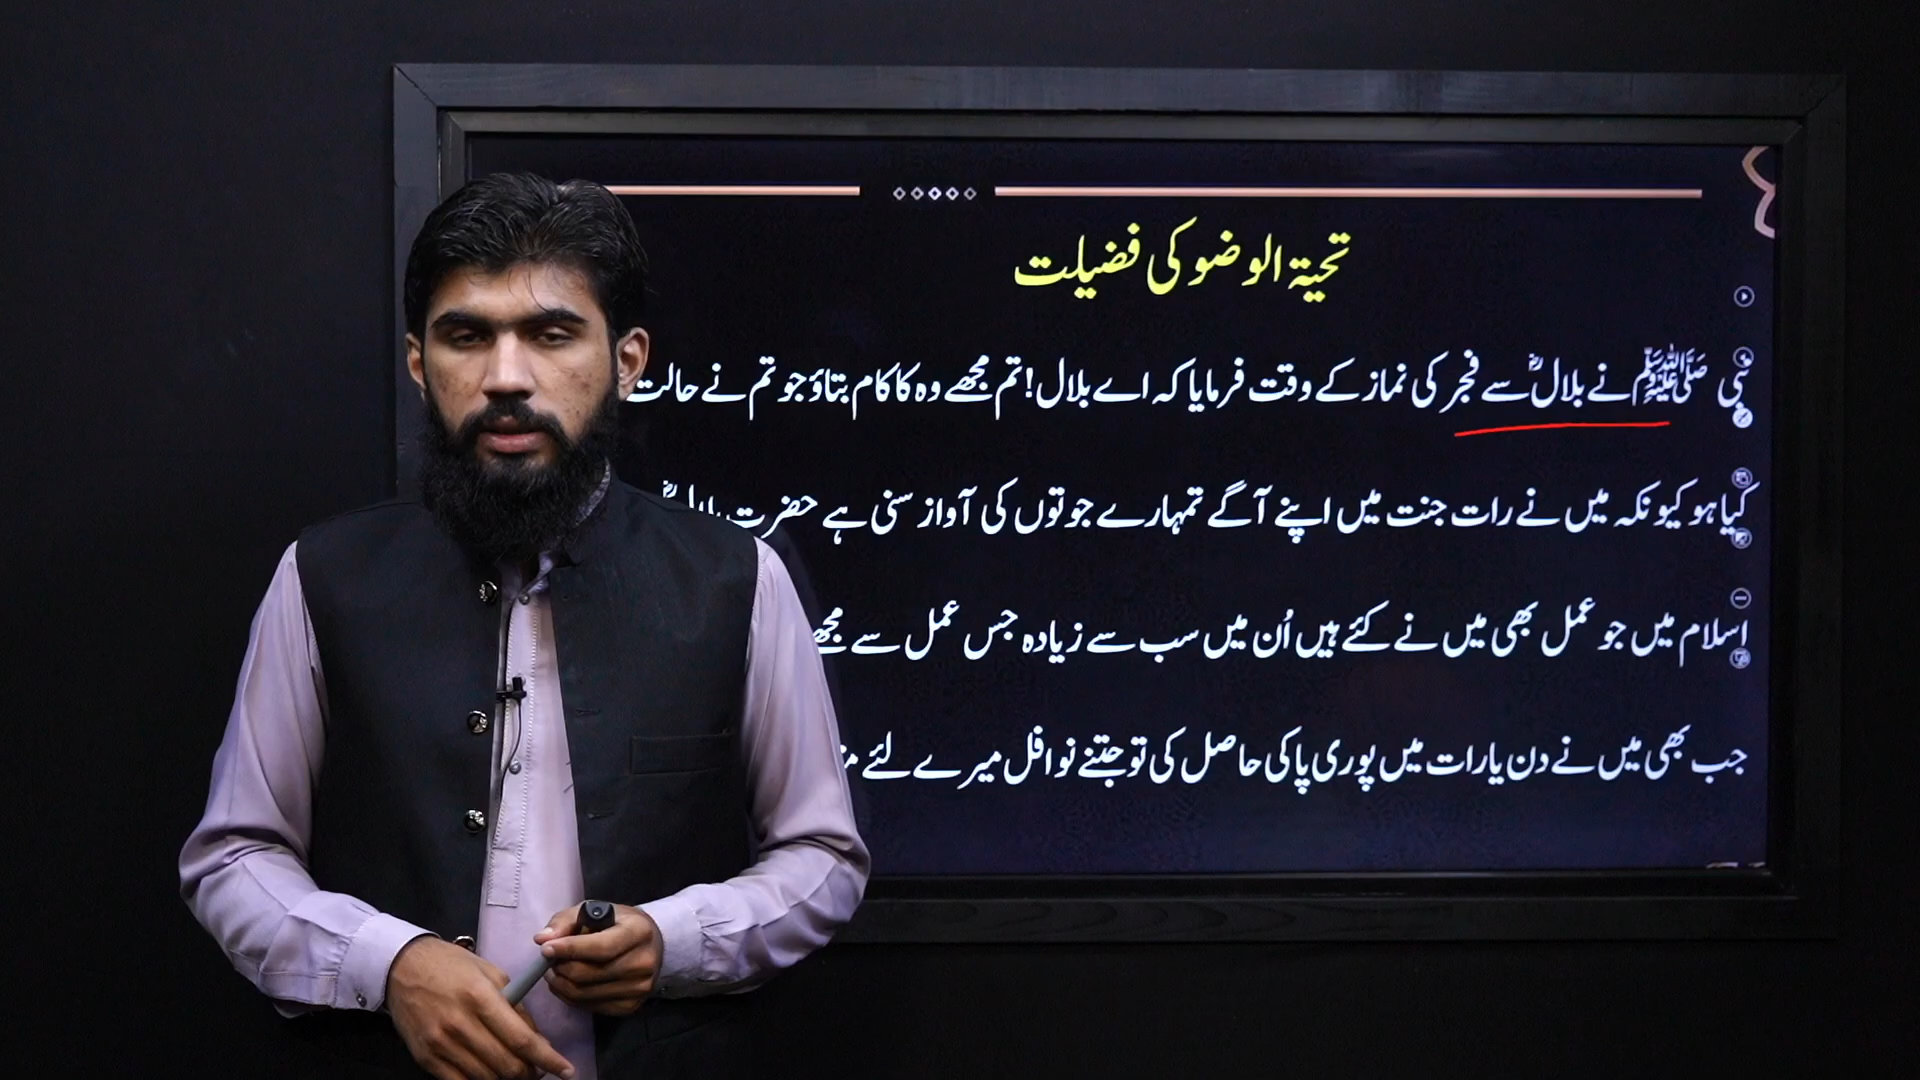 تحیۃ الوضو کی فضیلت
نبی ﷺ نے بلالؓ سے فجر کی نماز کے وقت فرمایا کہ اے بلال! تم مجھے وہ کا کام بتاؤ جو تم نے حالت
کیا ہو کیونکہ میں نے رات جنت میں اپنے آگے تمہارے جوتوں کی آواز سنی ہے حضرت
اسلام میں جو عمل بھی میں نے کئے ہیں اُن میں سب سے زیادہ جس عمل سے مجھے
جب بھی میں نے دن یا رات میں پوری پاکی حاصل کی تو جتنے نوافل میرے لئے